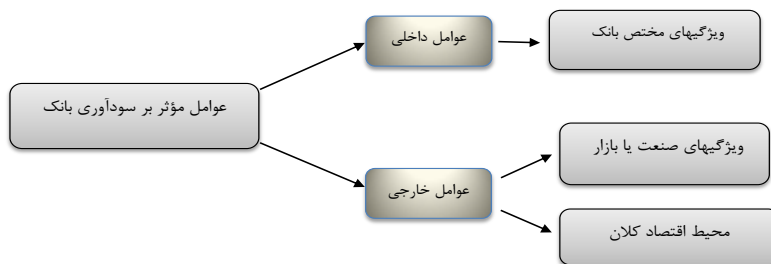 عوامل مؤثر بر سودآوری بانک
عوامل داخلی
ویژگیهای مختص بانک
عوامل خارجی
ویژگیهای صنعت یا بازار
محیط اقتصاد کلان